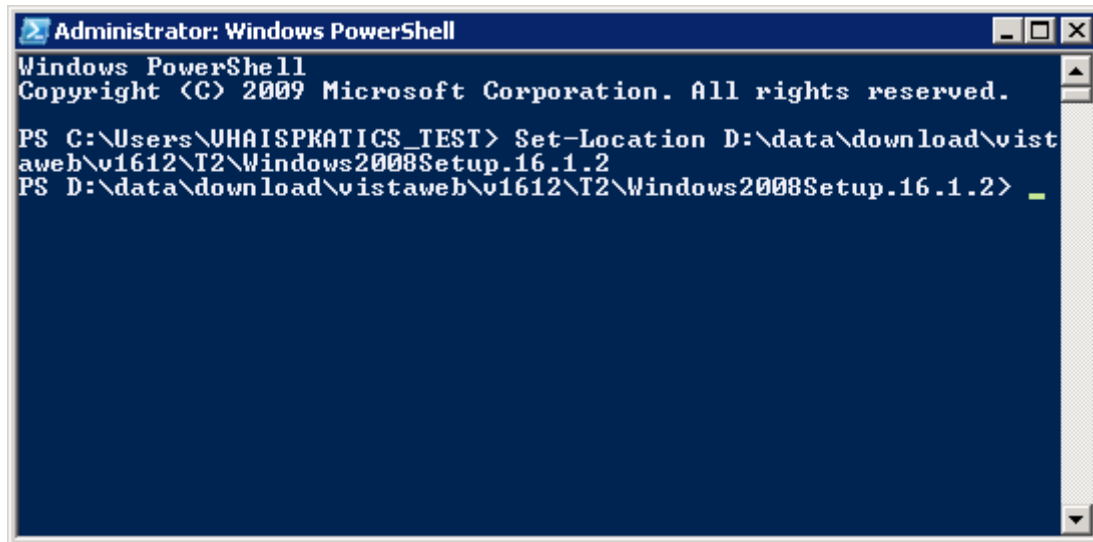 Administrator: Windows PowerShell
Windows PowerShell
Copyright (C) 2009 Microsoft Corporation. All rights reserved.
PS C:\Users\VHAISPKATICS_TEST> Set-Location D:\data\download\vist
aweb\v1612\T2\Windows2008Setup.16.1.2
PS D:\data\download\vistaweb\v1612\T2\Windows2008Setup.16.1.2> _